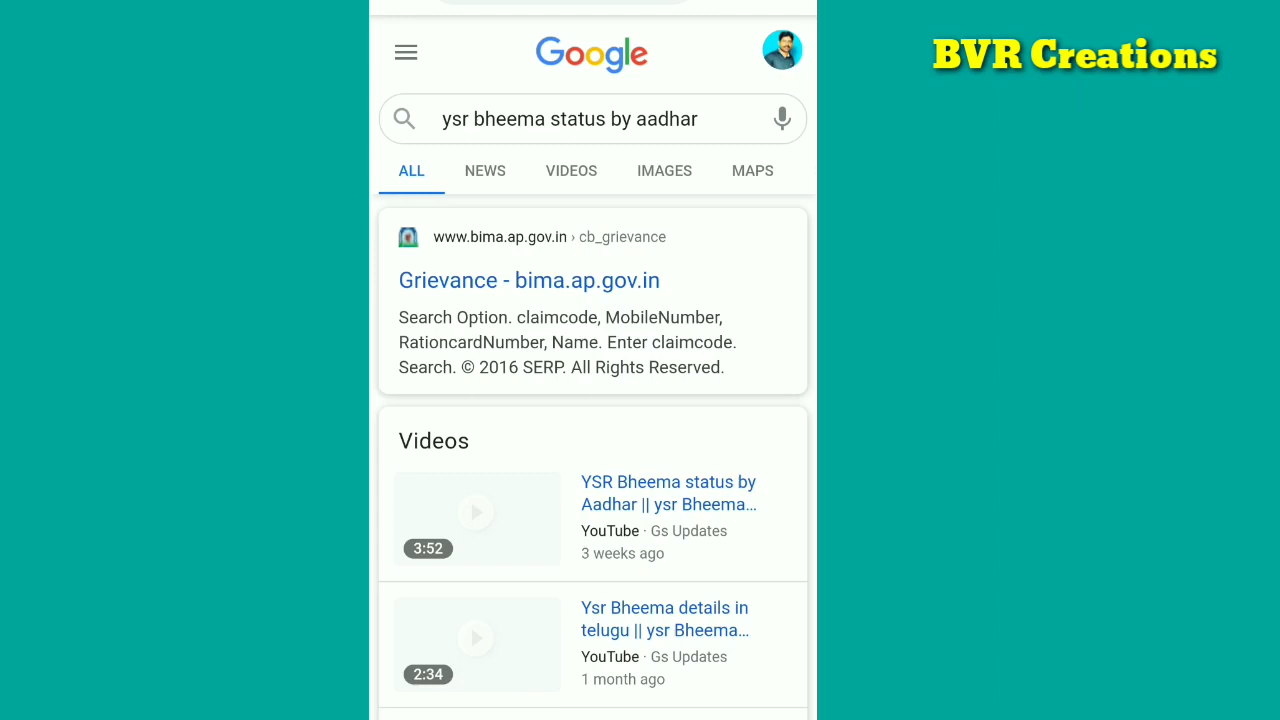 BVR Creations
Google
ysr bheema status by aadhar
ALL NEWS VIDEOS IMAGES MAPS
www.bima.ap.gov.in › cb_grievance
Grievance - bima.ap.gov.in
Search Option. claimcode, MobileNumber,
RationcardNumber, Name. Enter claimcode.
Search. © 2016 SERP. All Rights Reserved.
Videos
YSR Bheema status by
Aadhar || ysr Bheema...
YouTube · Gs Updates
3 weeks ago
3:52
Ysr Bheema details in
telugu || ysr Bheema...
YouTube · Gs Updates
1 month ago
2:34